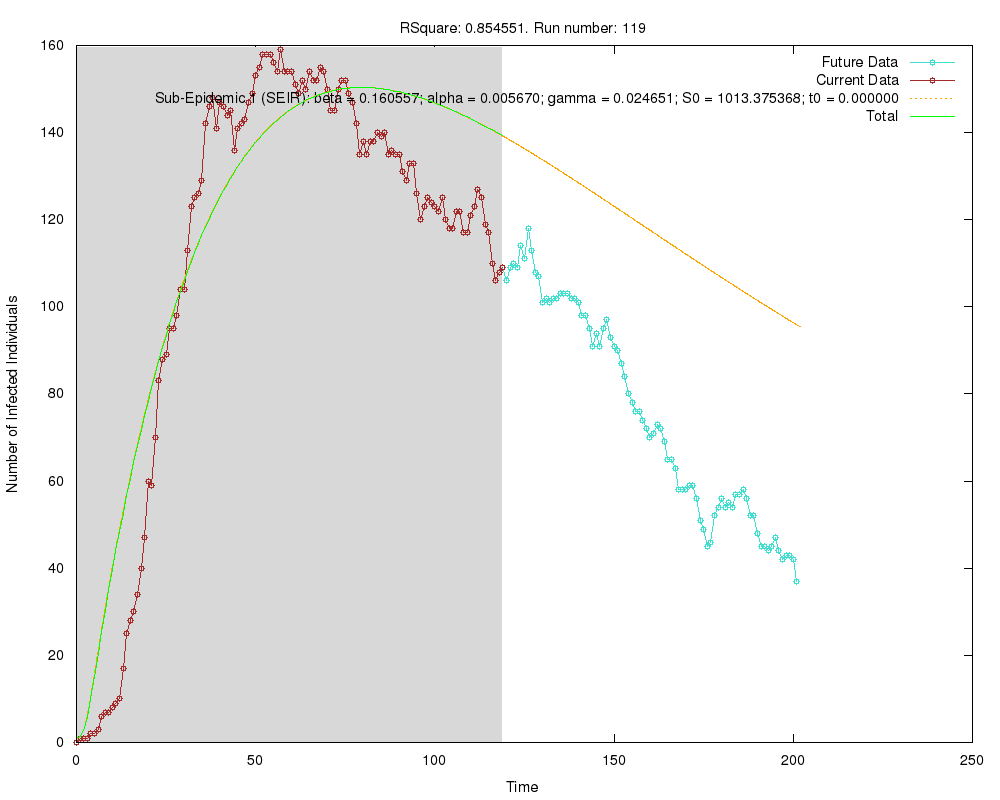 RSquare: 0.854551. Run number: 119
160
140
120
100
80
60
40
20
0
Number of Infected Individuals
Future Data
Current Data
Sub-Epidemic 1 (SEIR): beta = 0.160557; alpha = 0.005670; gamma = 0.024651; S0 = 1013.375368; t0 = 0.000000
Total
0 50 100 150 200 250
Time